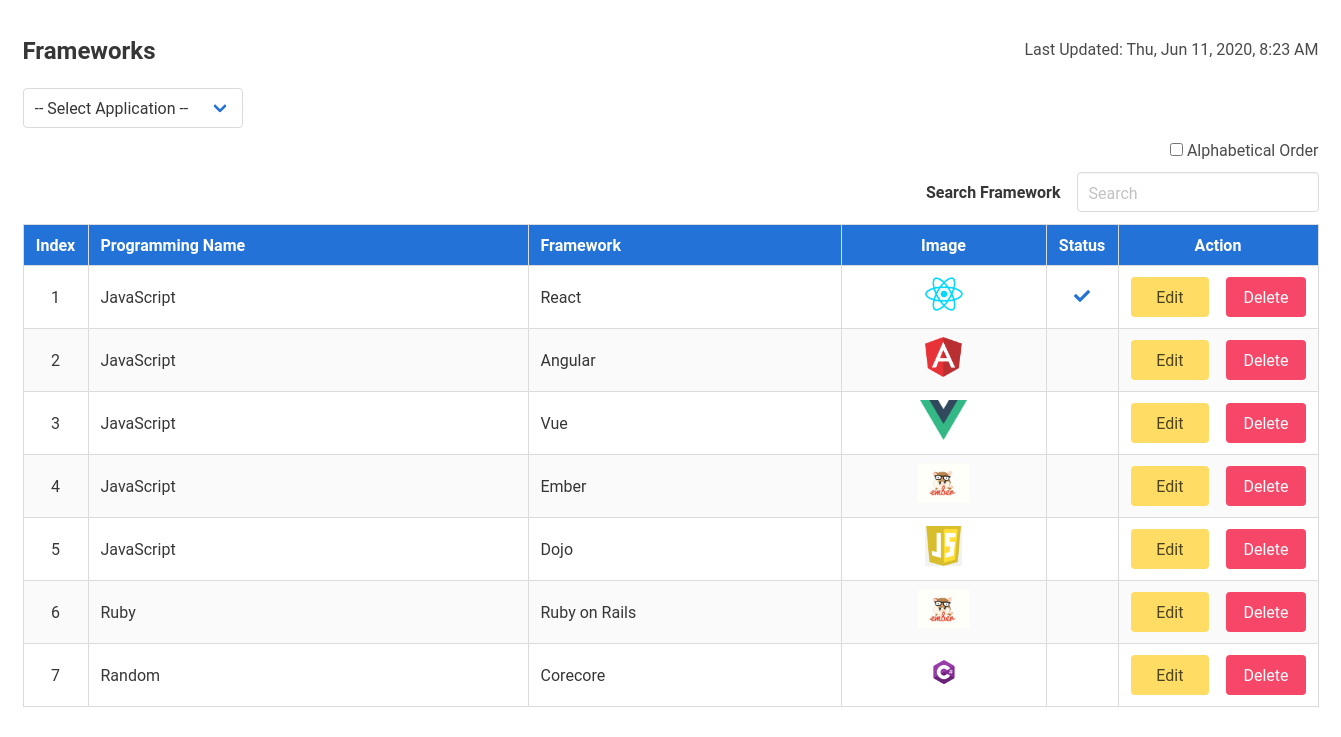 Frameworks
Last Updated: Thu, Jun 11, 2020, 8:23 AM
-- Select Application --
Alphabetical Order
Search Framework Search
Index Programming Name Framework Image Status Action
1 JavaScript React Edit Delete
2 JavaScript Angular A Edit Delete
3 JavaScript Vue Edit Delete
4 JavaScript Ember ember Edit Delete
5 JavaScript Dojo JS Edit Delete
6 Ruby Ruby on Rails ember Edit Delete
7 Random Corecore C# Edit Delete